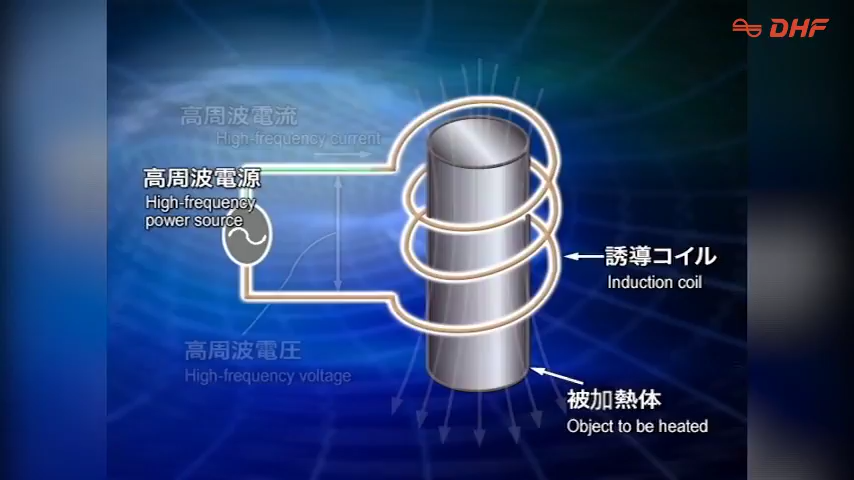 DHF
高周波電流
High-frequency current
高周波電源
High-frequency
power source
誘導コイル
Induction coil
高周波電圧
High-frequency voltage
被加熱体
Object to be heated